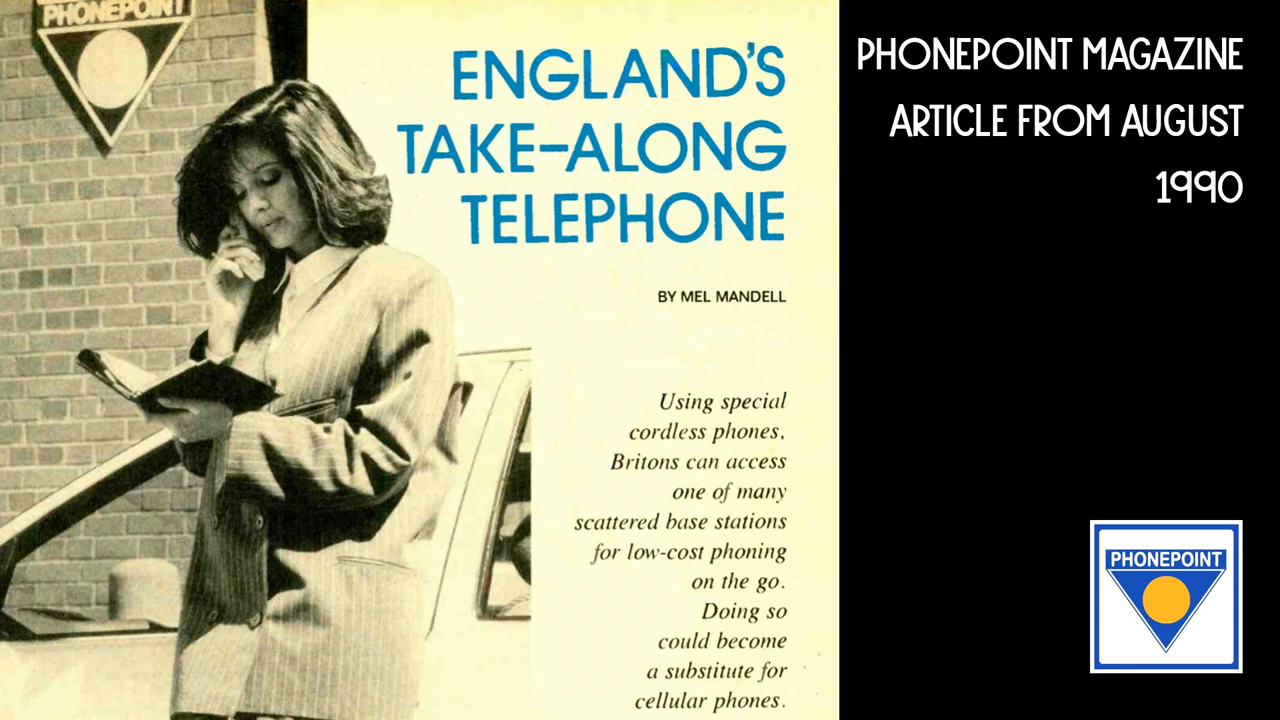 PHONEPOINT
ENGLAND'S
TAKE-ALONG
TELEPHONE
BY MEL MANDELL
Using special
cordless phones,
Britons can access
one of many
scattered base stations
for low-cost phoning
on the go.
Doing so
could become
a substitute for
cellular phones.
PHONEPOINT MAGAZINE
ARTICLE FROM AUGUST
1990
PHONEPOINT